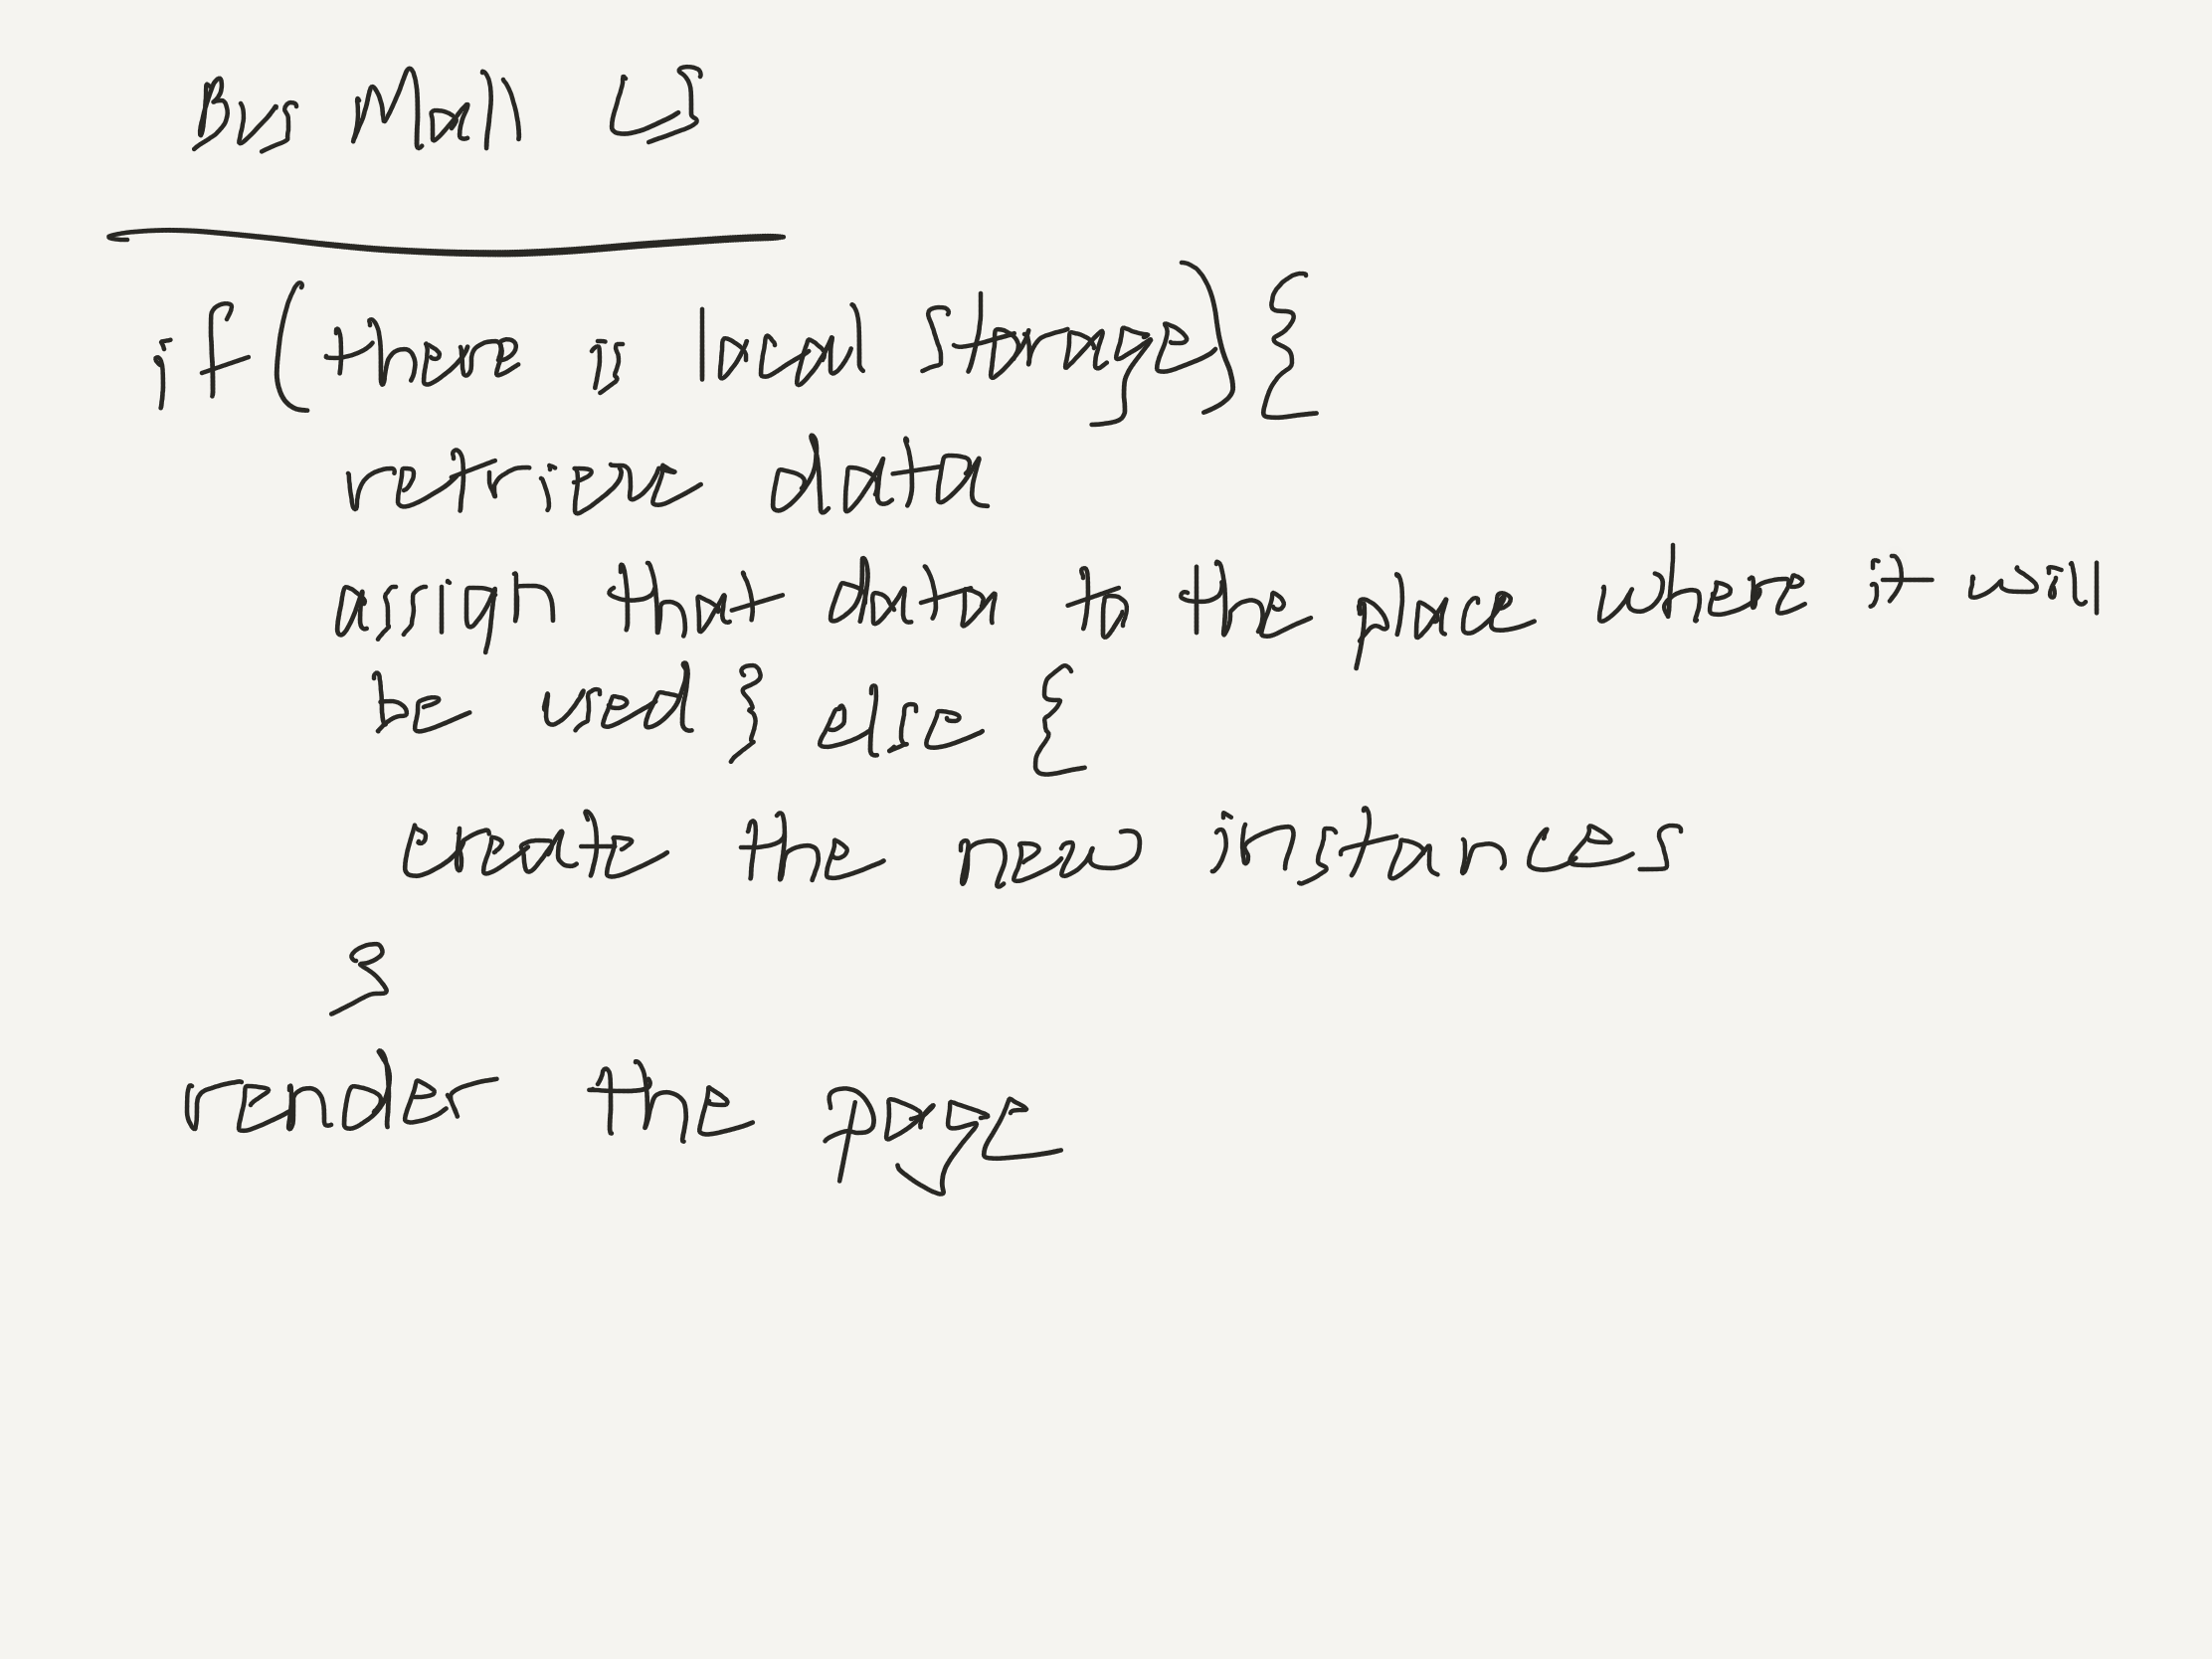 Bus Mall LS
if(there is local storage){
retrieve data
assign that data to the place where it will
be used } else {
create the new instances
}
render the page